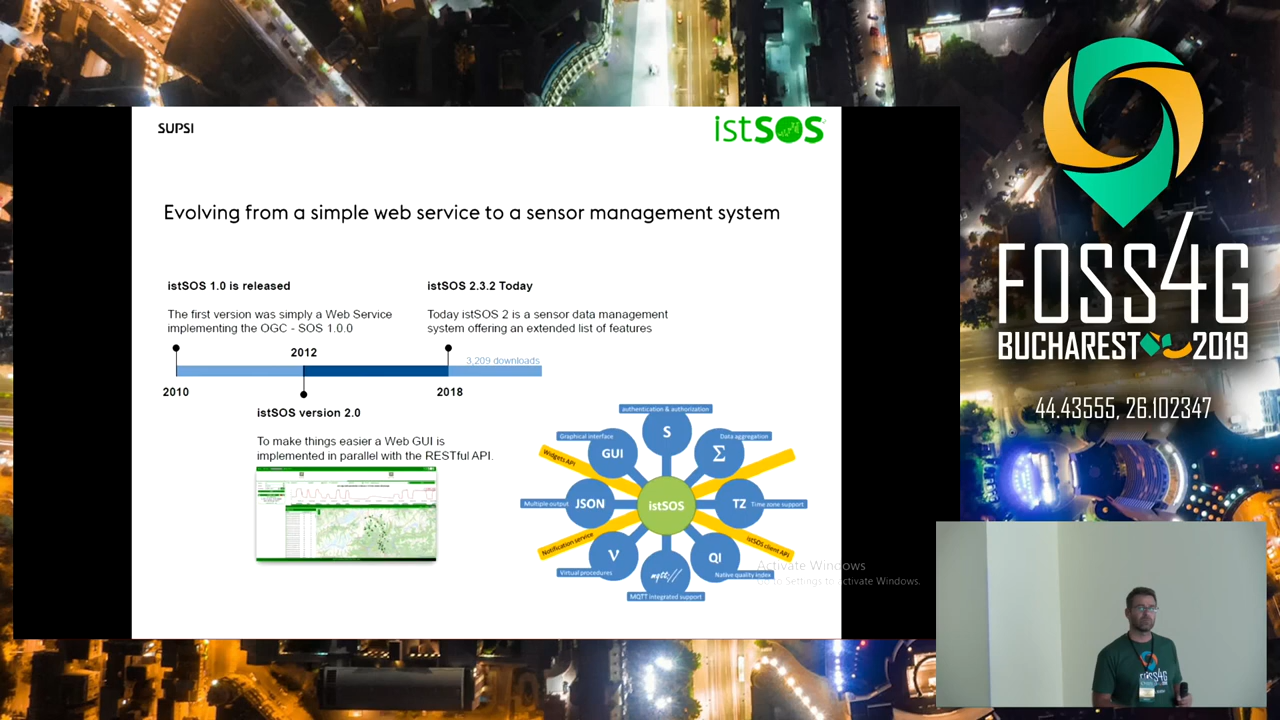 SUPSI
istSOS
Evolving from a simple web service to a sensor management system
istSOS 1.0 is released
The first version was simply a Web Service
implementing the OGC - SOS 1.0.0
istSOS 2.3.2 Today
Today istSOS 2 is a sensor data management
system offering an extended list of features
2012
3,209 downloads
2010
2018
istSOS version 2.0
To make things easier a Web GUI is
implemented in parallel with the RESTful API.
authentication & authorization
S
Graphical interface
GUI
Data aggregation
Σ
Widgets API
Multiple output
JSON
istSOS
TZ
Time zone support
Notification service
istSOS client API
Virtual procedures
ν
mqtt://
QI
Native quality index
MQTT integrated support
Activate Windows
Go to Settings to activate Windows.
FOSS4G
BUCHAREST 2019
44.43555, 26.102347
FOSS4G